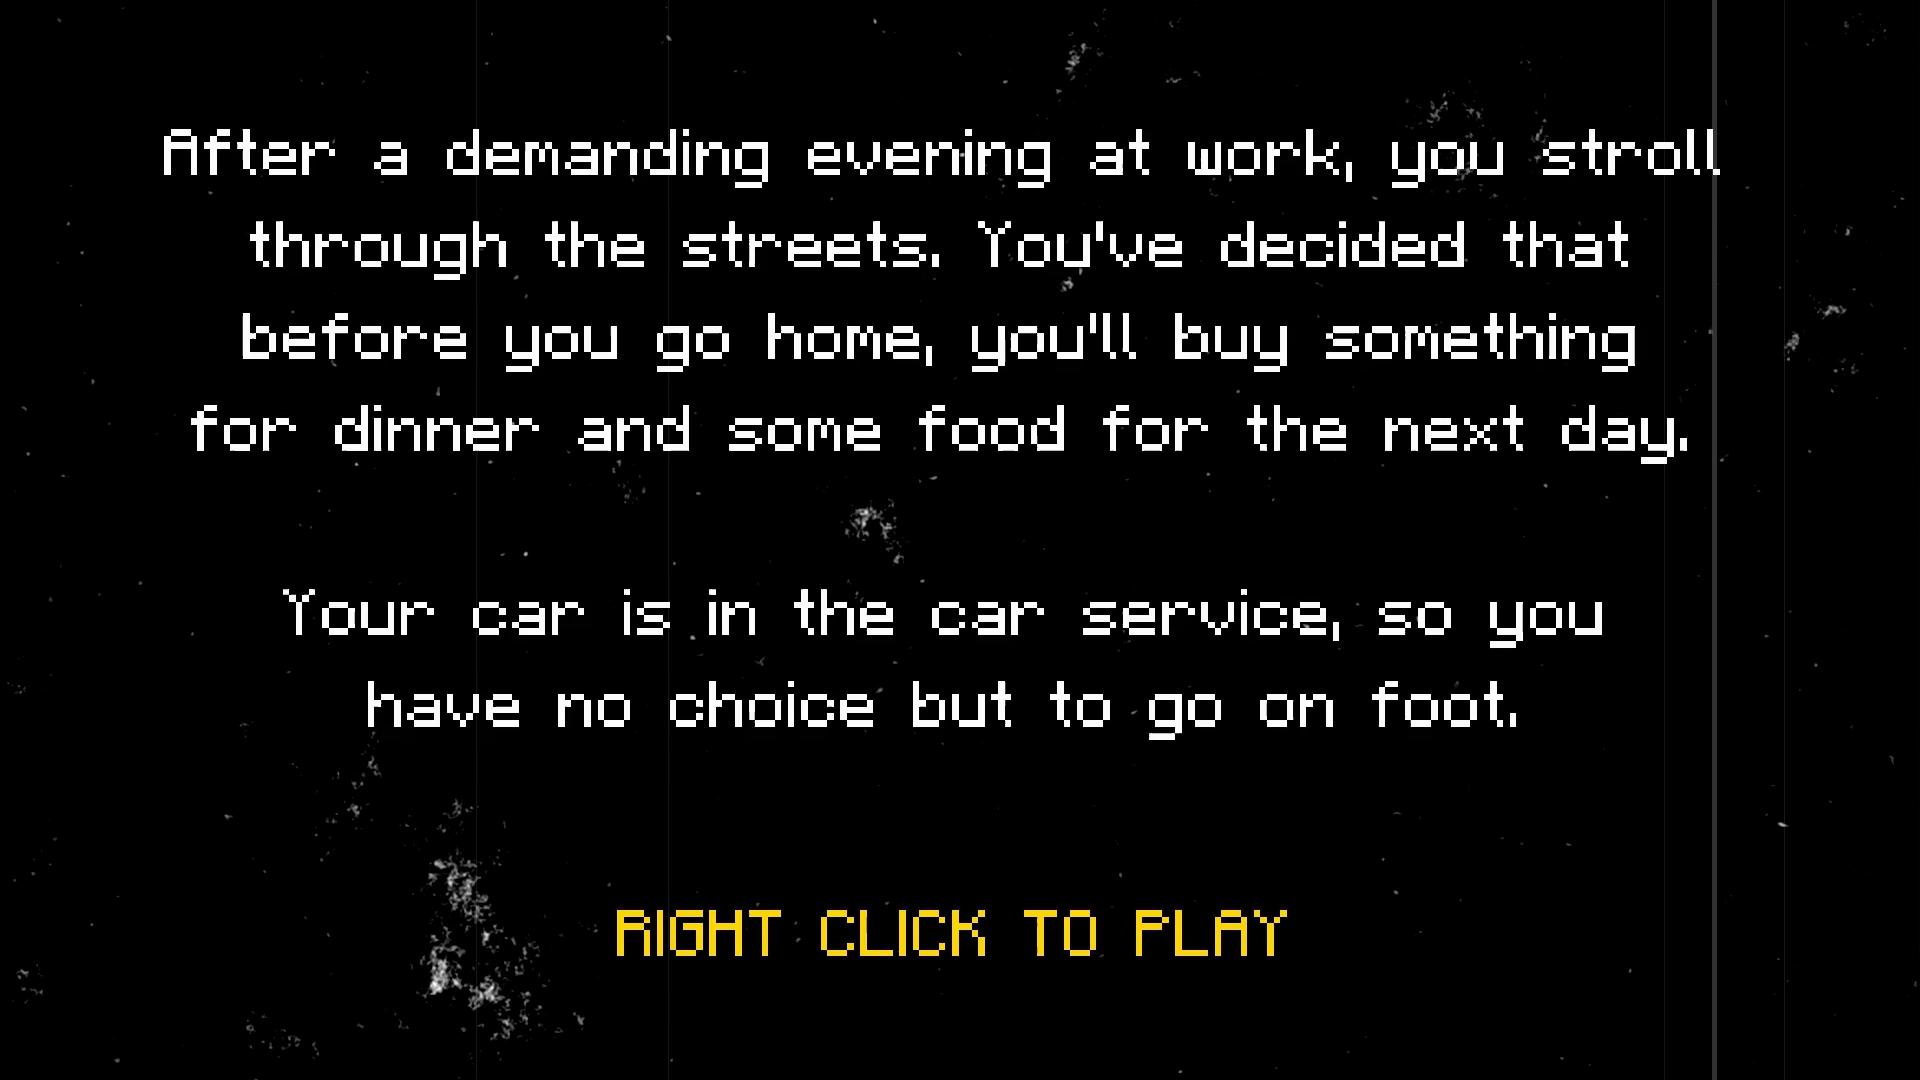 After a demanding evening at work, you stroll
through the streets. You've decided that
before you go home, you'll buy something
for dinner and some food for the next day.
Your car is in the car service, so you
have no choice but to go on foot.
RIGHT CLICK TO PLAY